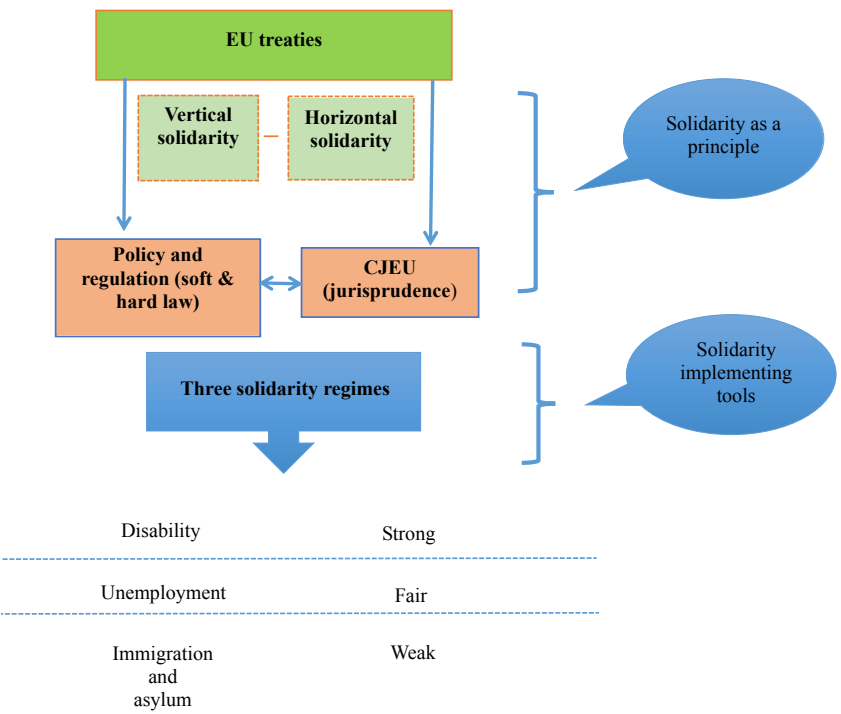 EU treaties
Vertical
solidarity
–
Horizontal
solidarity
Solidarity as a
principle
Policy and
regulation (soft &
hard law)
CJEU
(jurisprudence)
Three solidarity regimes
Solidarity
implementing
tools
Disability
Strong
Unemployment
Fair
Immigration
and
asylum
Weak